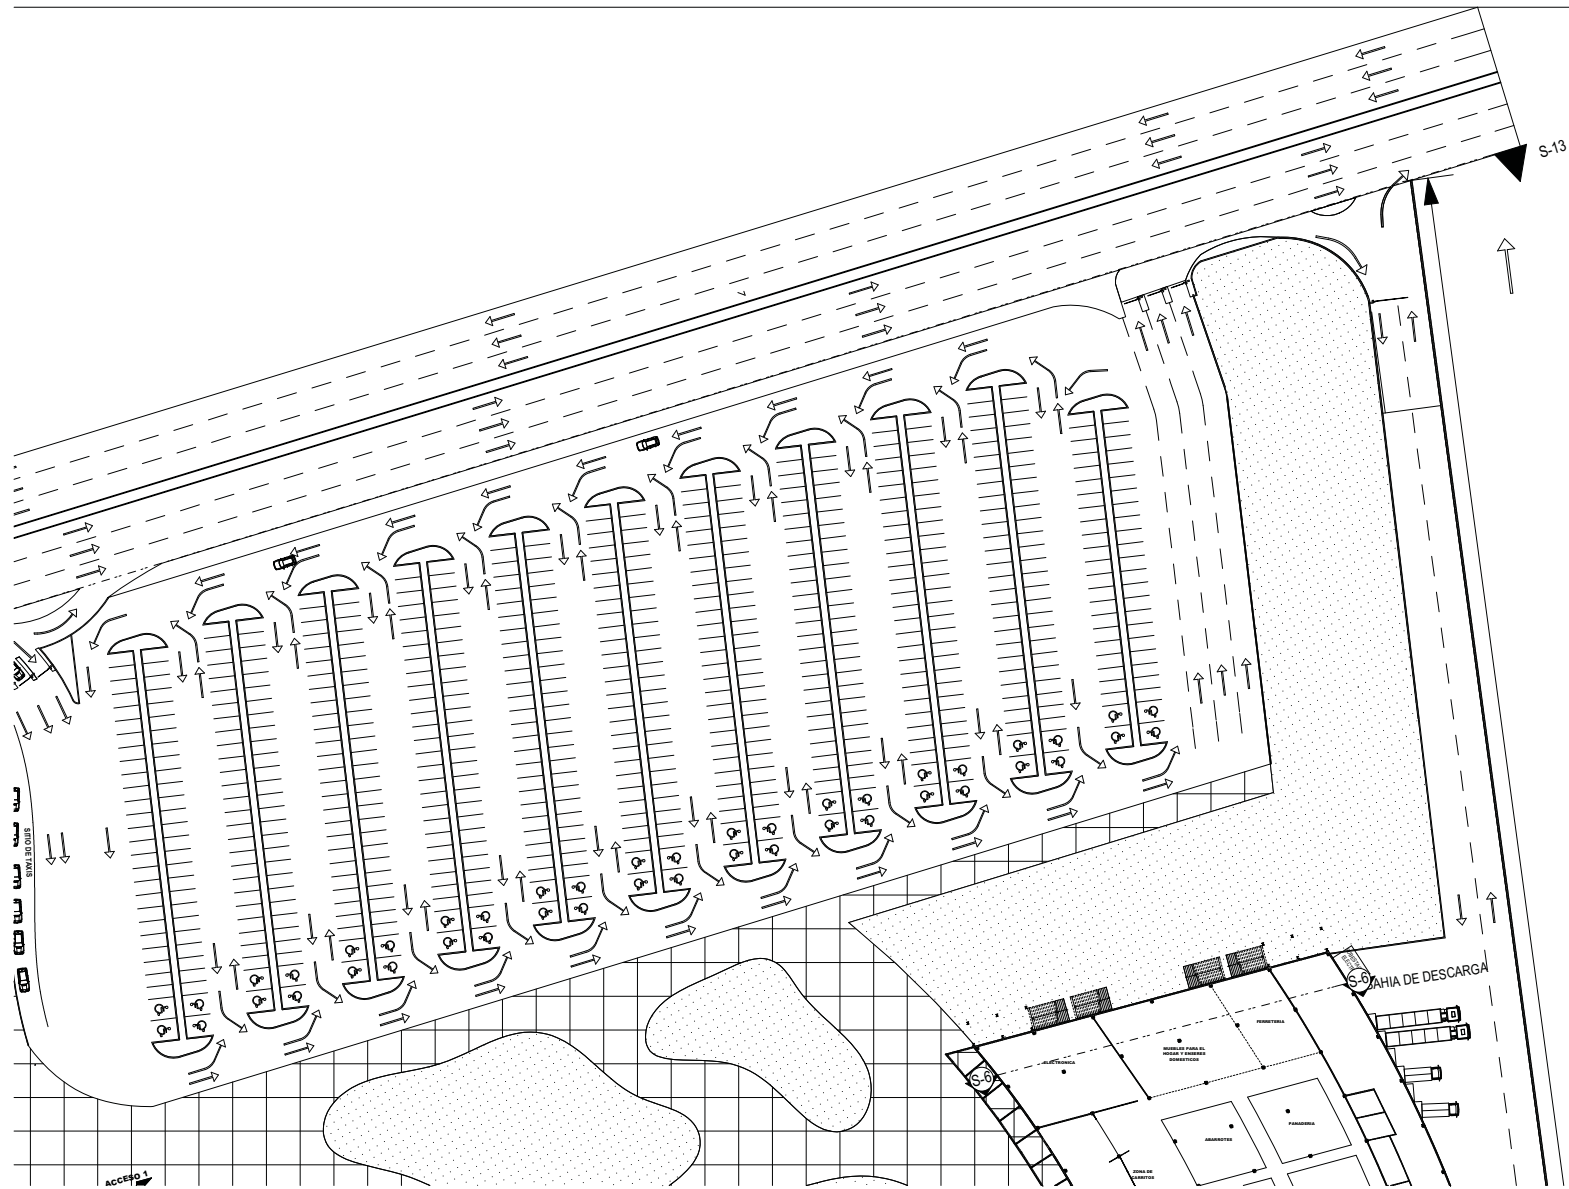 S-13
SITIO DE TAXIS
S-6
BAHIA DE DESCARGA
FERRETERIA
MUEBLES PARA EL
HOGAR Y ENSERES
DOMESTICOS
ELECTRONICA
S-6
PANADERIA
ABARROTES
ZONA DE
CARRITOS
ACCESO 1